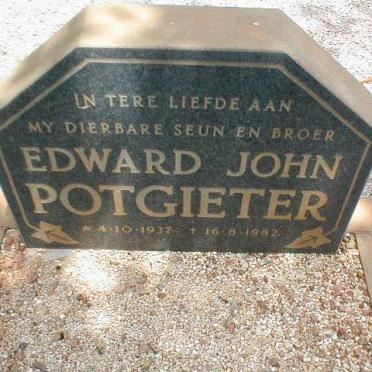 IN TERE LIEFDE AAN
MY DIERBARE SEUN EN BROER
EDWARD JOHN
POTGIETER
* 4·10·1937 † 16·8·1982